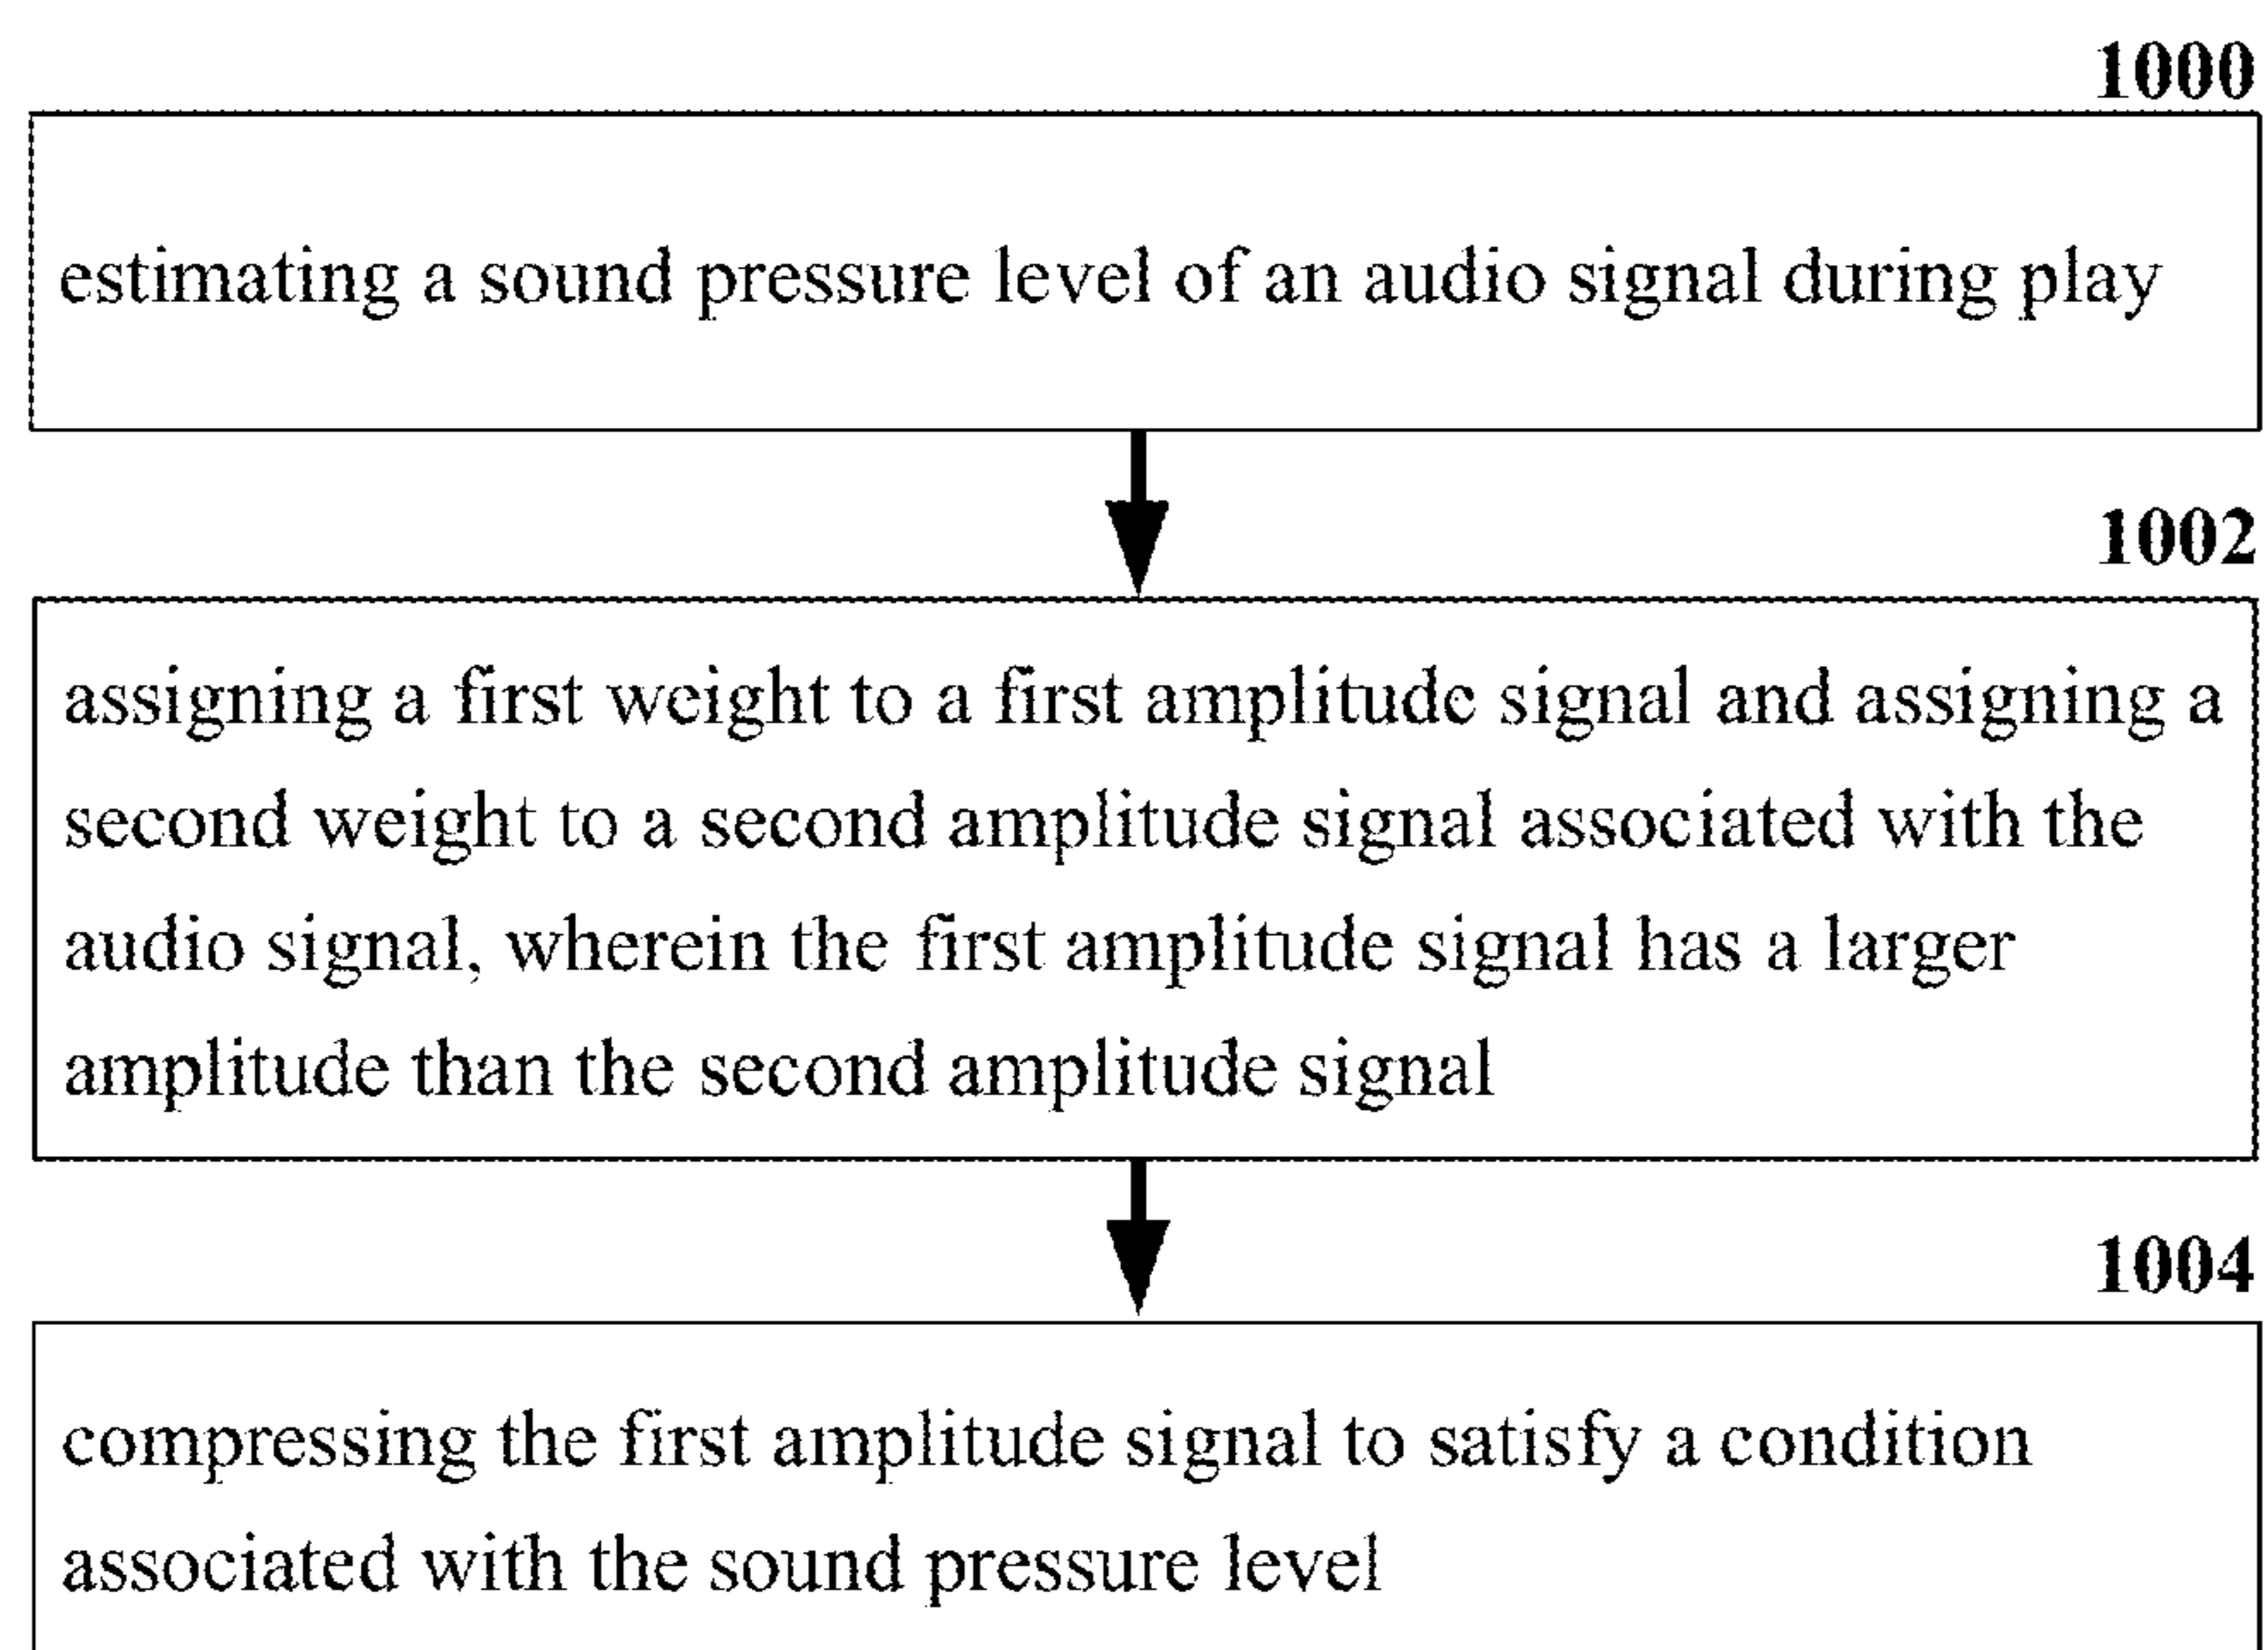 1000
estimating a sound pressure level of an audio signal during play
1002
assigning a first weight to a first amplitude signal and assigning a
second weight to a second amplitude signal associated with the
audio signal, wherein the first amplitude signal has a larger
amplitude than the second amplitude signal
1004
compressing the first amplitude signal to satisfy a condition
associated with the sound pressure level